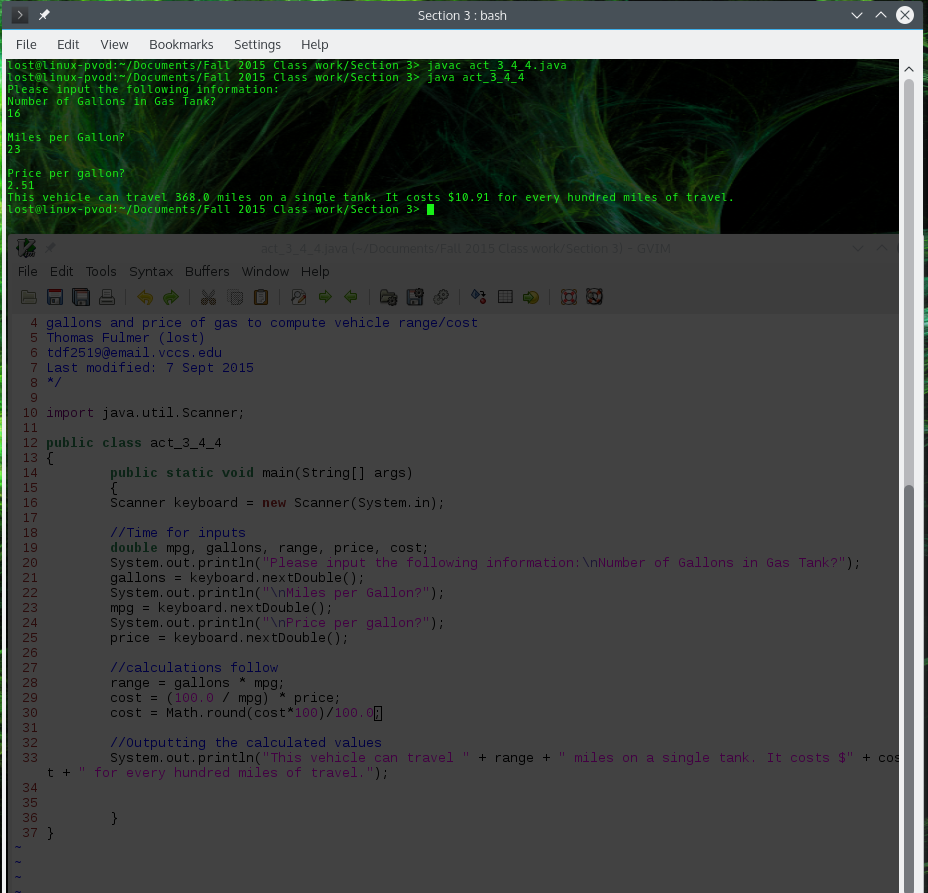 Section 3 : bash
File Edit View Bookmarks Settings Help
lost@linux-pvod:~/Documents/Fall 2015 Class work/Section 3> javac act_3_4_4.java
lost@linux-pvod:~/Documents/Fall 2015 Class work/Section 3> java act_3_4_4
Please input the following information:
Number of Gallons in Gas Tank?
16
Miles per Gallon?
23
Price per gallon?
2.51
This vehicle can travel 368.0 miles on a single tank. It costs $10.91 for every hundred miles of travel.
lost@linux-pvod:~/Documents/Fall 2015 Class work/Section 3>
act_3_4_4.java (~/Documents/Fall 2015 Class work/Section 3) - GVIM
File Edit Tools Syntax Buffers Window Help
4 gallons and price of gas to compute vehicle range/cost
5 Thomas Fulmer (lost)
6 tdf2519@email.vccs.edu
7 Last modified: 7 Sept 2015
8 */
9
10 import java.util.Scanner;
11
12 public class act_3_4_4
13 {
14 public static void main(String[] args)
15 {
16 Scanner keyboard = new Scanner(System.in);
17
18 //Time for inputs
19 double mpg, gallons, range, price, cost;
20 System.out.println("Please input the following information:\nNumber of Gallons in Gas Tank?");
21 gallons = keyboard.nextDouble();
22 System.out.println("\nMiles per Gallon?");
23 mpg = keyboard.nextDouble();
24 System.out.println("\nPrice per gallon?");
25 price = keyboard.nextDouble();
26
27 //calculations follow
28 range = gallons * mpg;
29 cost = (100.0 / mpg) * price;
30 cost = Math.round(cost*100)/100.0;
31
32 //Outputting the calculated values
33 System.out.println("This vehicle can travel " + range + " miles on a single tank. It costs $" + cos
t + " for every hundred miles of travel.");
34
35
36 }
37 }
~
~
~
~